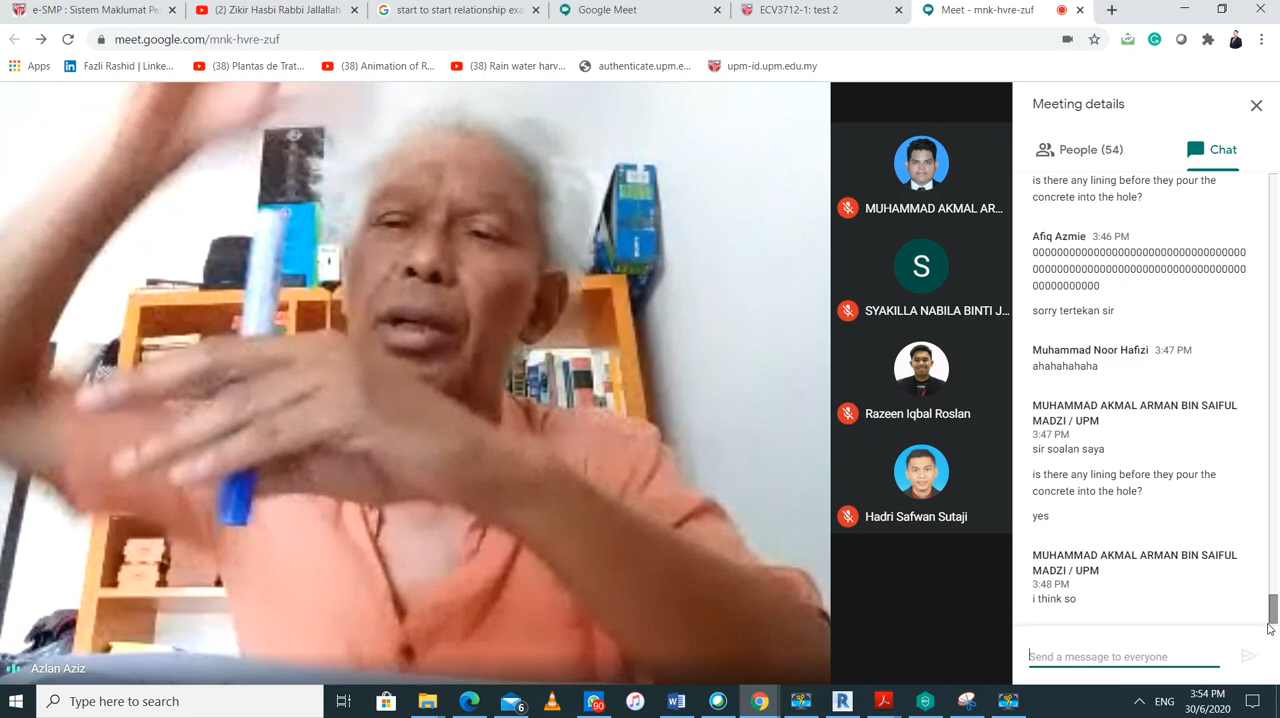 e-SMP : Sistem Maklumat Pel
(2) Zikir Hasbi Rabbi Jallallah
start to start relationship exa
Google Meet
ECV3712-1: test 2
Meet - mnk-hvre-zuf
meet.google.com/mnk-hvre-zuf
Apps
Fazli Rashid | Linke...
(38) Plantas de Trat...
(38) Animation of R...
(38) Rain water harv...
authenticate.upm.e...
upm-id.upm.edu.my
Meeting details
People (54)
Chat
is there any lining before they pour the
concrete into the hole?
Afiq Azmie 3:46 PM
sorry tertekan sir
Muhammad Noor Hafizi 3:47 PM
ahahahahaha
MUHAMMAD AKMAL ARMAN BIN SAIFUL
MADZI / UPM
3:47 PM
sir soalan saya
is there any lining before they pour the
concrete into the hole?
yes
MUHAMMAD AKMAL ARMAN BIN SAIFUL
MADZI / UPM
3:48 PM
i think so
Send a message to everyone
MUHAMMAD AKMAL AR...
S
SYAKILLA NABILA BINTI J...
Razeen Iqbal Roslan
Hadri Safwan Sutaji
Azlan Aziz
Type here to search
6
90
ENG
3:54 PM
30/6/2020